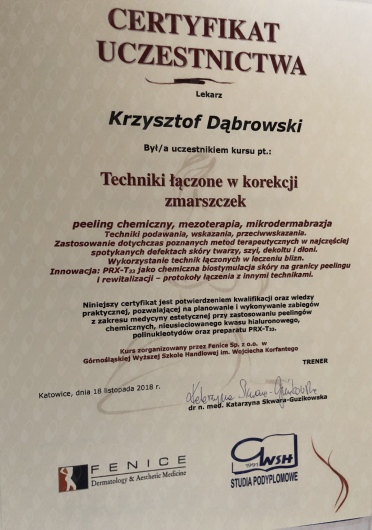 CERTYFIKAT
UCZESTNICTWA
Lekarz
Krzysztof Dąbrowski
Był/a uczestnikiem kursu pt.:
Techniki łączone w korekcji
zmarszczek
peeling chemiczny, mezoterapia, mikrodermabrazja
Techniki podawania, wskazania, przeciwwskazania.
Zastosowanie dotychczas poznanych metod terapeutycznych w najczęściej
spotykanych defektach skóry twarzy, szyi, dekoltu i dłoni.
Wykorzystanie technik łączonych w leczeniu blizn.
Innowacja: PRX-T33 jako chemiczna biostymulacja skóry na granicy peelingu
i rewitalizacji – protokoły łączenia z innymi technikami.
Niniejszy certyfikat jest potwierdzeniem kwalifikacji oraz wiedzy
praktycznej, pozwalającej na planowanie i wykonywanie zabiegów
z zakresu medycyny estetycznej przy zastosowaniu peelingów
chemicznych, nieusieciowanego kwasu hialuronowego,
polinukleotydów oraz preparatu PRX-T33.
Kurs zorganizowany przez Fenice Sp. z o.o. w
Górnośląskiej Wyższej Szkole Handlowej im. Wojciecha Korfantego
TRENER
Katowice, dnia 18 listopada 2018 r.
Katarzyna Skwara-Guzikowska
dr n. med. Katarzyna Skwara-Guzikowska
FENICE
Dermatology & Aesthetic Medicine
GWSH
1991
STUDIA PODYPLOMOWE